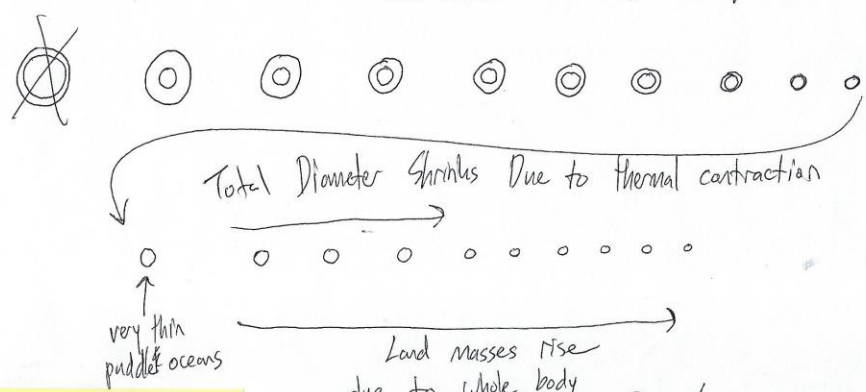 Total Diameter Shrinks Due to thermal contraction
very thin
puddle oceans
Land masses rise
due to whole body